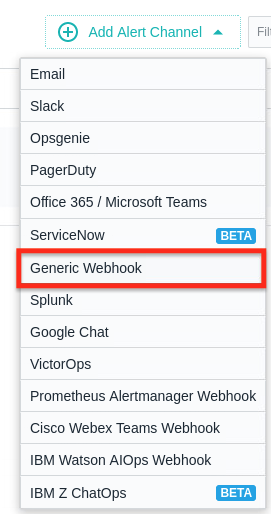 Add Alert Channel
Filt
Email
Slack
Opsgenie
PagerDuty
Office 365 / Microsoft Teams
ServiceNow BETA
Generic Webhook
Splunk
Google Chat
VictorOps
Prometheus Alertmanager Webhook
Cisco Webex Teams Webhook
IBM Watson AIOps Webhook
IBM Z ChatOps BETA